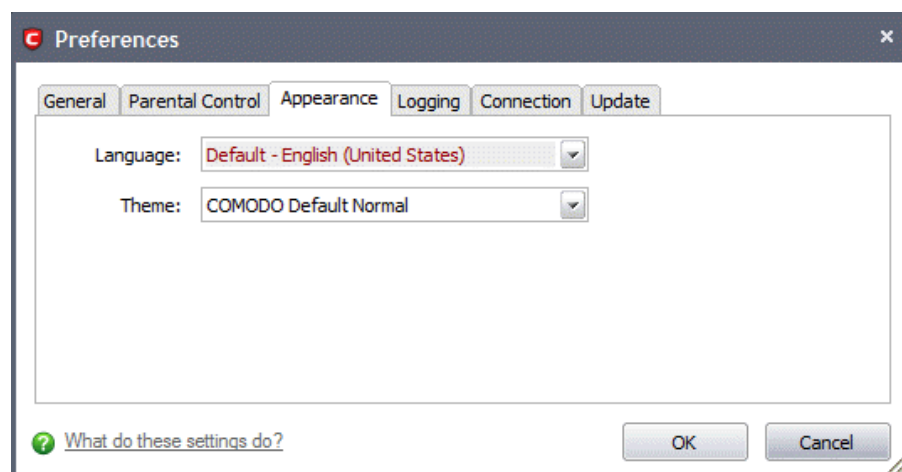 Preferences
General Parental Control Appearance Logging Connection Update
Language: Default - English (United States)
Theme: COMODO Default Normal
What do these settings do? OK Cancel